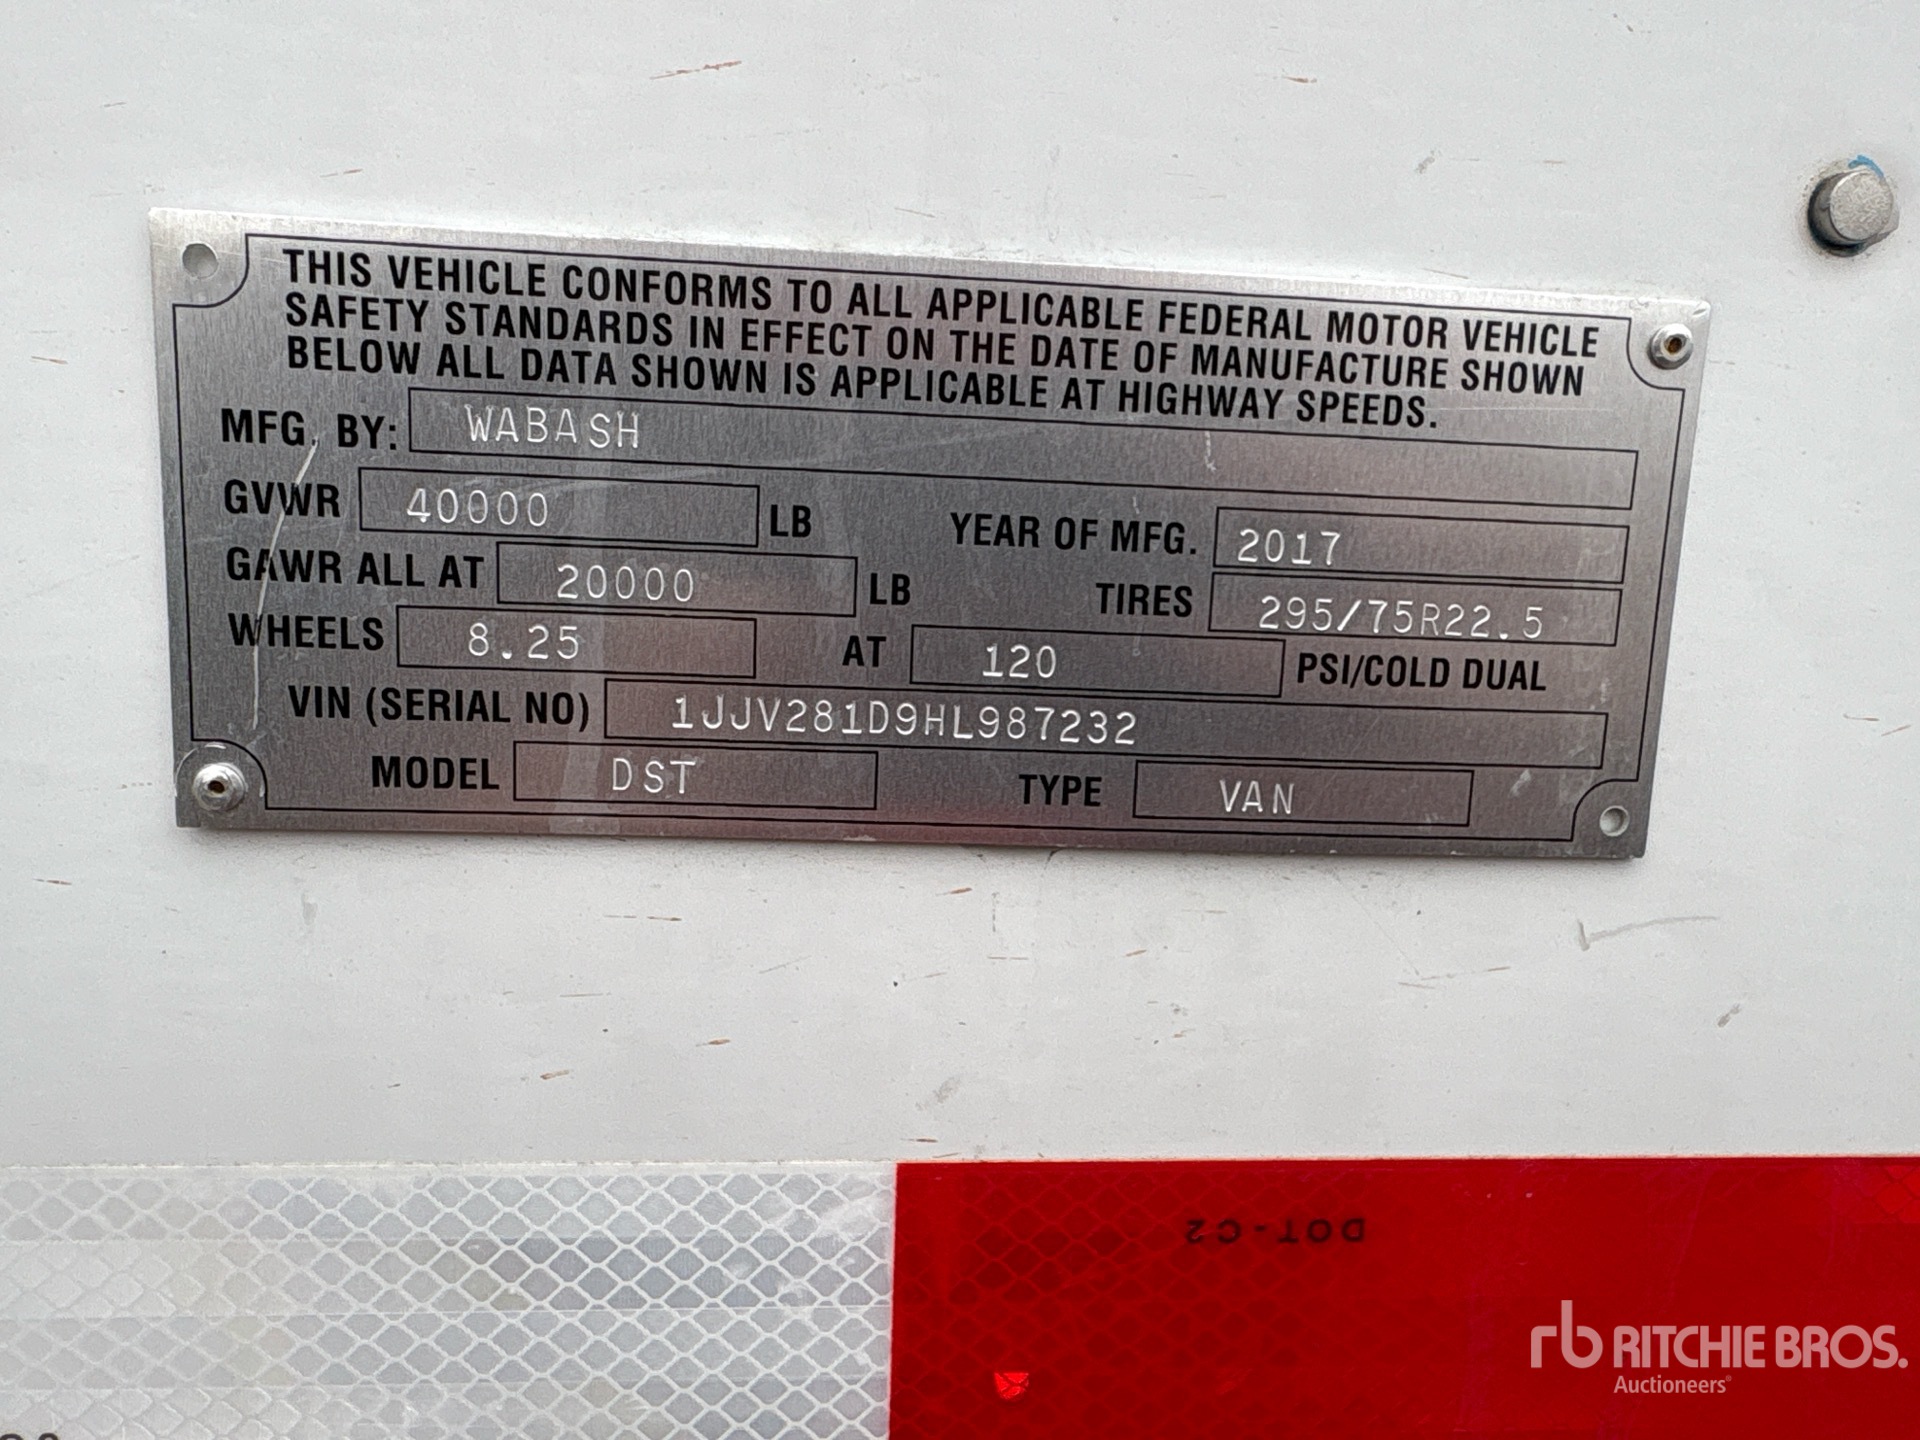 THIS VEHICLE CONFORMS TO ALL APPLICABLE FEDERAL MOTOR VEHICLE
SAFETY STANDARDS IN EFFECT ON THE DATE OF MANUFACTURE SHOWN
BELOW ALL DATA SHOWN IS APPLICABLE AT HIGHWAY SPEEDS.
MFG. BY: WABASH
GVWR 40000 LB YEAR OF MFG. 2017
GAWR ALL AT 20000 LB TIRES 295/75R22.5
WHEELS 8.25 AT 120 PSI/COLD DUAL
VIN (SERIAL NO) 1JJV281D9HL987232
MODEL DST TYPE VAN
DOT-C2
rb RITCHIE BROS.
Auctioneers